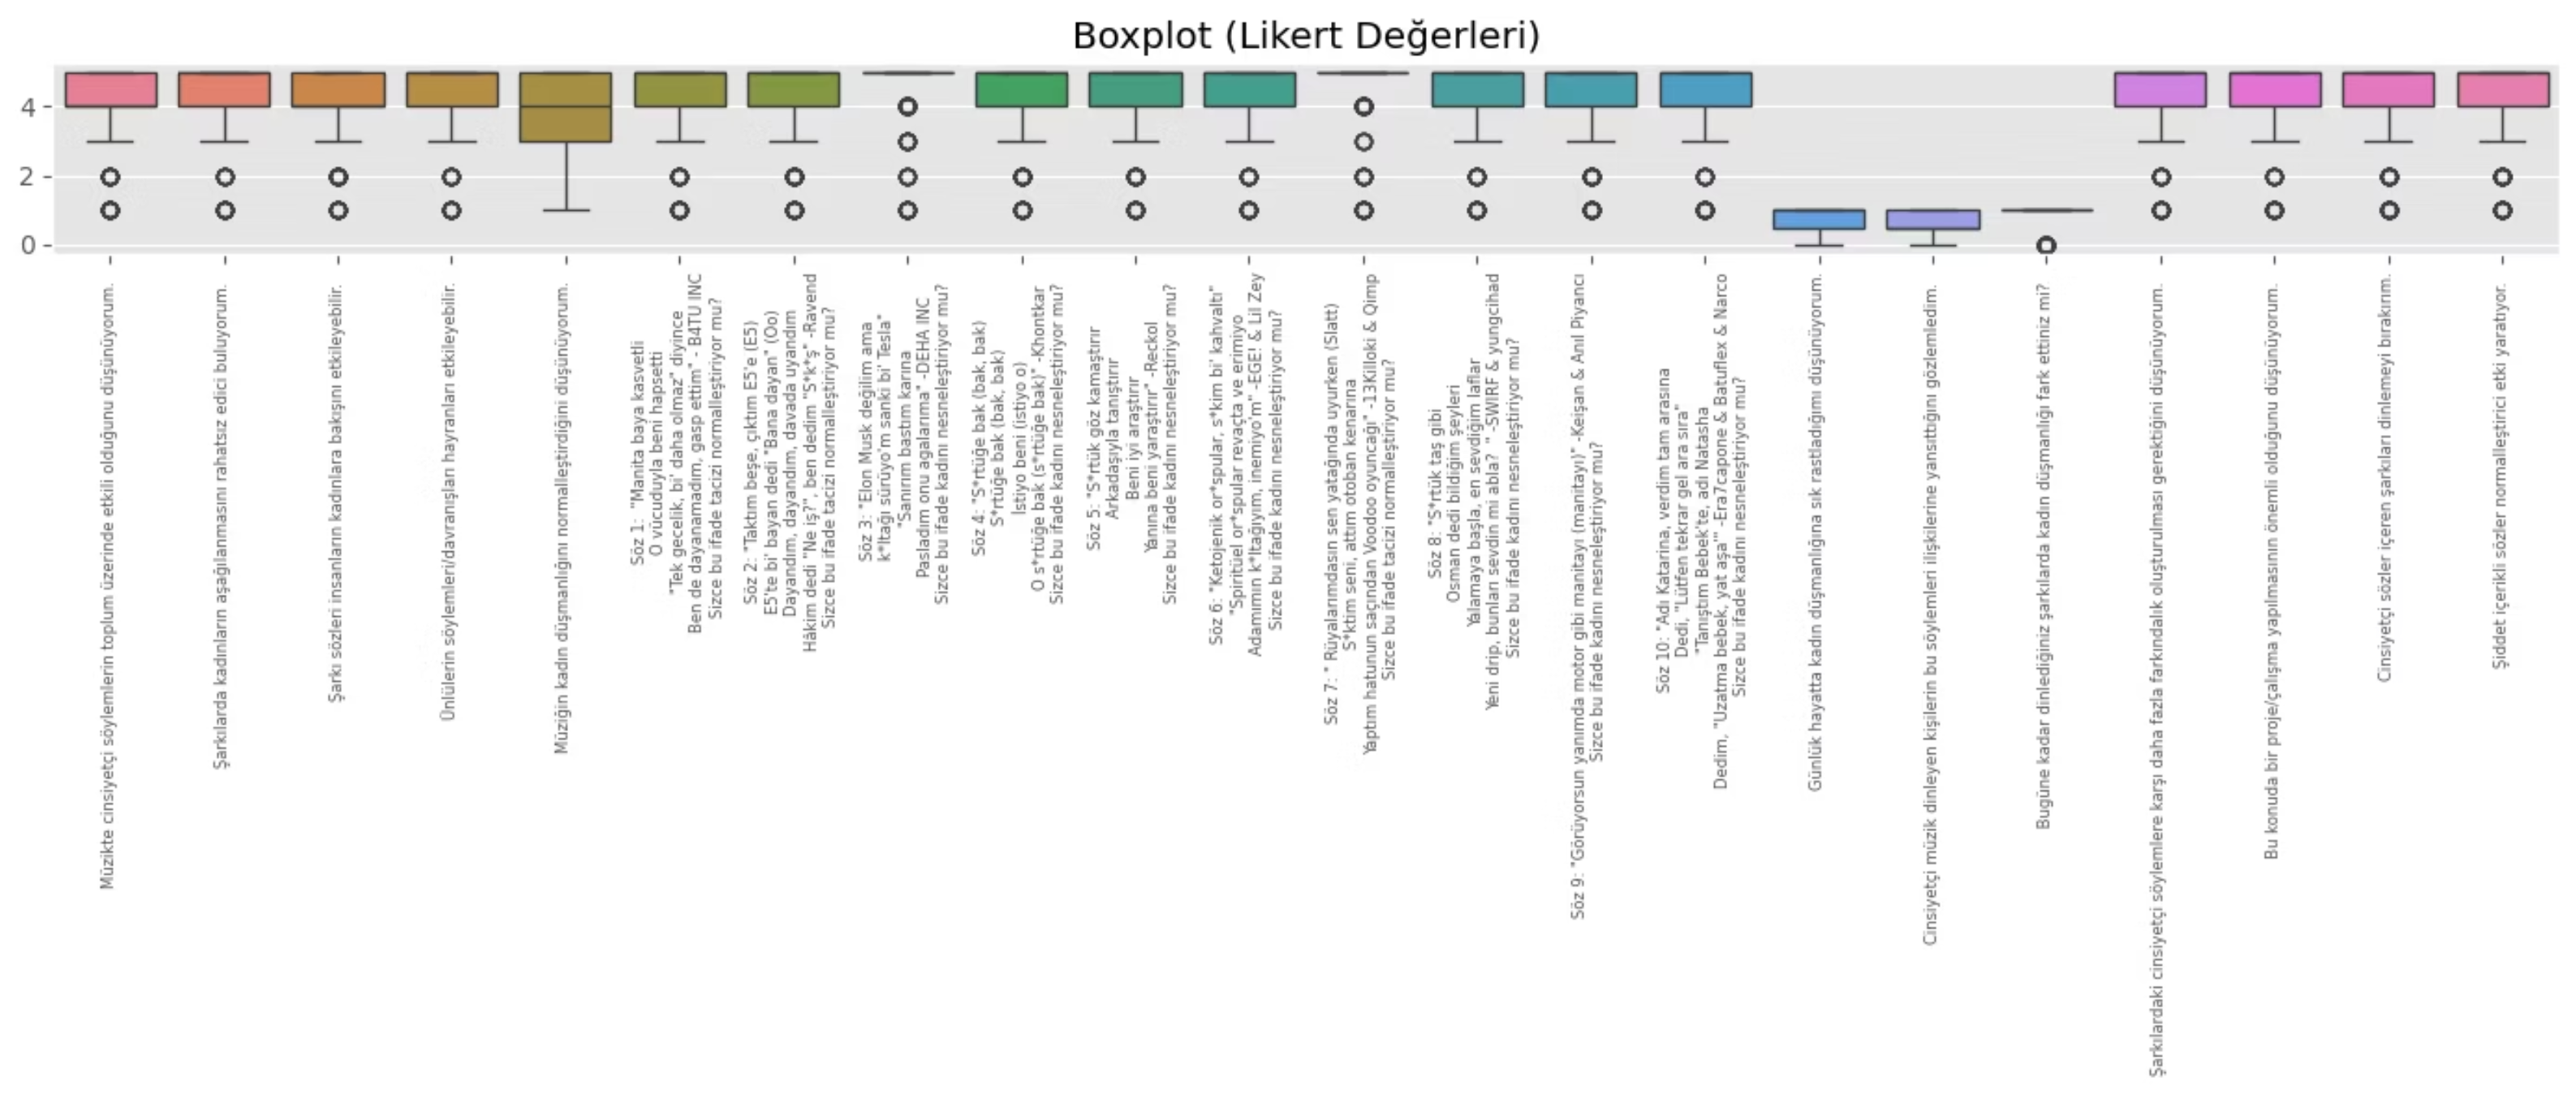 Boxplot (Likert Değerleri)
4
2
0
Müzikte cinsiyetçi söylemlerin toplum üzerinde etkili olduğunu düşünüyorum.
Şarkılarda kadınların aşağılanmasını rahatsız edici buluyorum.
Şarkı sözleri insanların kadınlara bakışını etkileyebilir.
Ünlülerin söylemleri/davranışları hayranları etkileyebilir.
Müziğin kadın düşmanlığını normalleştirdiğini düşünüyorum.
Söz 1: "Manita baya kasvetli
O vücuduyla beni hapsetti
"Tek gecelik, bi' daha olmaz" diyince
Ben de dayanamadım, gasp ettim" - B4TU INC
Sizce bu ifade tacizi normalleştiriyor mu?
Söz 2: "Taktım beşe, çıktım E5'e (E5)
E5'te bi' bayan dedi "Bana dayan" (Oo)
Dayandım, dayandım, davada uyandım
Hâkim dedi "Ne iş?", ben dedim "S*k*ş" -Ravend
Sizce bu ifade tacizi normalleştiriyor mu?
Söz 3: "Elon Musk değilim ama
k*ltağı sürüyo'm sanki bi' Tesla"
"Sanırım bastım karına
Pasladım onu agalarıma" -DEHA INC
Sizce bu ifade kadını nesneleştiriyor mu?
Söz 4: "S*rtüğe bak (bak, bak)
S*rtüğe bak (bak, bak)
İstiyo beni (istiyo o)
O s*rtüğe bak (s*rtüğe bak)" -Khontkar
Sizce bu ifade kadını nesneleştiriyor mu?
Söz 5: "S*rtük göz kamaştırır
Arkadaşıyla tanıştırır
Beni iyi araştırır
Yanına beni yaraştırır" -Reckol
Sizce bu ifade kadını nesneleştiriyor mu?
Söz 6: "Ketojenik or*spular, s*kim bi' kahvaltı"
"Spiritüel or*spular revaçta ve erimiyo
Adamımın k*ltağıyım, inemiyo'm" -EGE! & Lil Zey
Sizce bu ifade kadını nesneleştiriyor mu?
Söz 7: " Rüyalarımdasın sen yatağında uyurken (Slatt)
S*ktim seni, attım otoban kenarına
Yaptım hatunun saçından Voodoo oyuncağı" -13Killoki & Qimp
Sizce bu ifade tacizi normalleştiriyor mu?
Söz 8: "S*rtük taş gibi
Osman dedi bildiğim şeyleri
Yalamaya başla, en sevdiğim laflar
Yeni drip, bunları sevdin mi abla? " -SWIRF & yungcihad
Sizce bu ifade kadını nesneleştiriyor mu?
Söz 9: "Görüyorsun yanımda motor gibi manitayı (manitayı)" -Keişan & Anıl Piyancı
Sizce bu ifade kadını nesneleştiriyor mu?
Söz 10: "Adı Katarina, verdim tam arasına
Dedi, "Lütfen tekrar gel ara sıra"
"Tanıştım Bebek'te, adı Natasha
Dedim, "Uzatma bebek, yat aşa'" -Era7capone & Batuflex & Narco
Sizce bu ifade kadını nesneleştiriyor mu?
Günlük hayatta kadın düşmanlığına sık rastladığımı düşünüyorum.
Cinsiyetçi müzik dinleyen kişilerin bu söylemleri ilişkilerine yansıttığını gözlemledim.
Bugüne kadar dinlediğiniz şarkılarda kadın düşmanlığı fark ettiniz mi?
Şarkılardaki cinsiyetçi söylemlere karşı daha fazla farkındalık oluşturulması gerektiğini düşünüyorum.
Bu konuda bir proje/çalışma yapılmasının önemli olduğunu düşünüyorum.
Cinsiyetçi sözler içeren şarkıları dinlemeyi bırakırım.
Şiddet içerikli sözler normalleştirici etki yaratıyor.